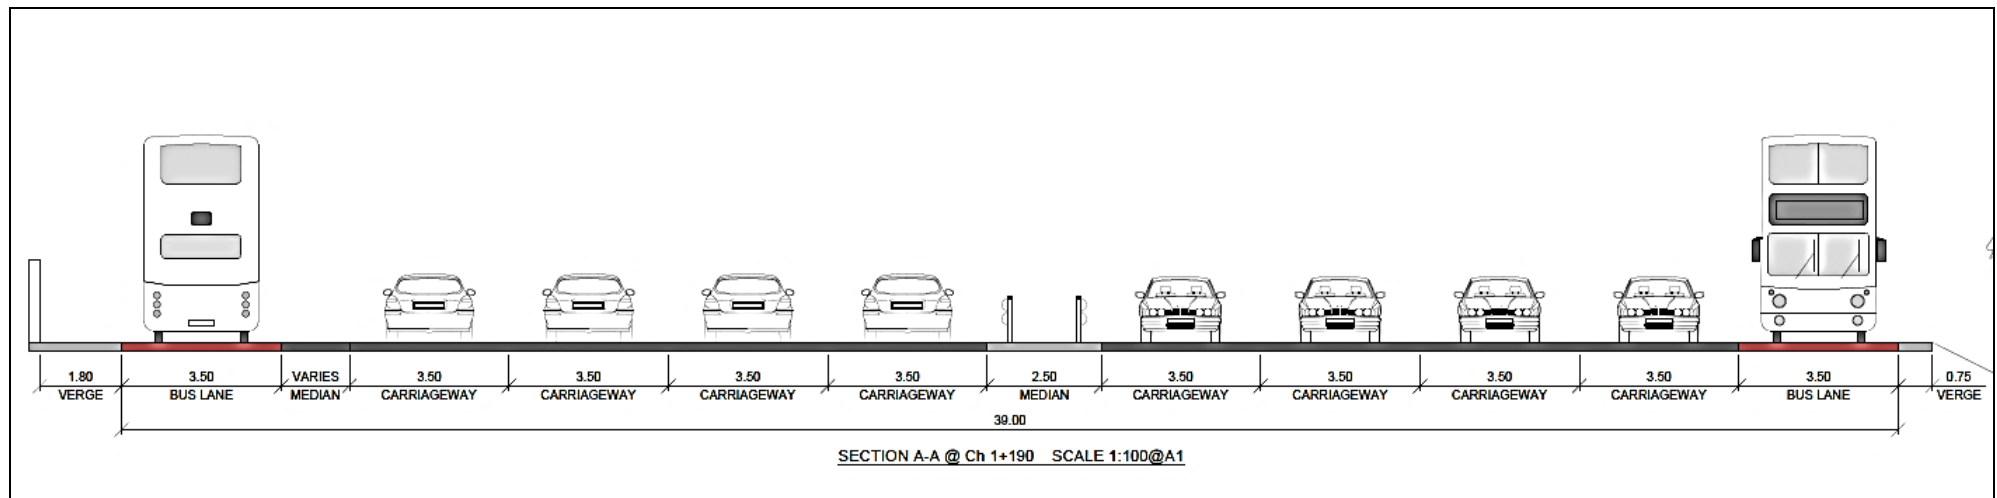 1.80 3.50 VARIES 3.50 3.50 3.50 3.50 2.50 3.50 3.50 3.50 3.50 3.50 0.75
VERGE BUS LANE MEDIAN CARRIAGEWAY CARRIAGEWAY CARRIAGEWAY CARRIAGEWAY MEDIAN CARRIAGEWAY CARRIAGEWAY CARRIAGEWAY CARRIAGEWAY BUS LANE VERGE
39.00
SECTION A-A @ Ch 1+190 SCALE 1:100@A1